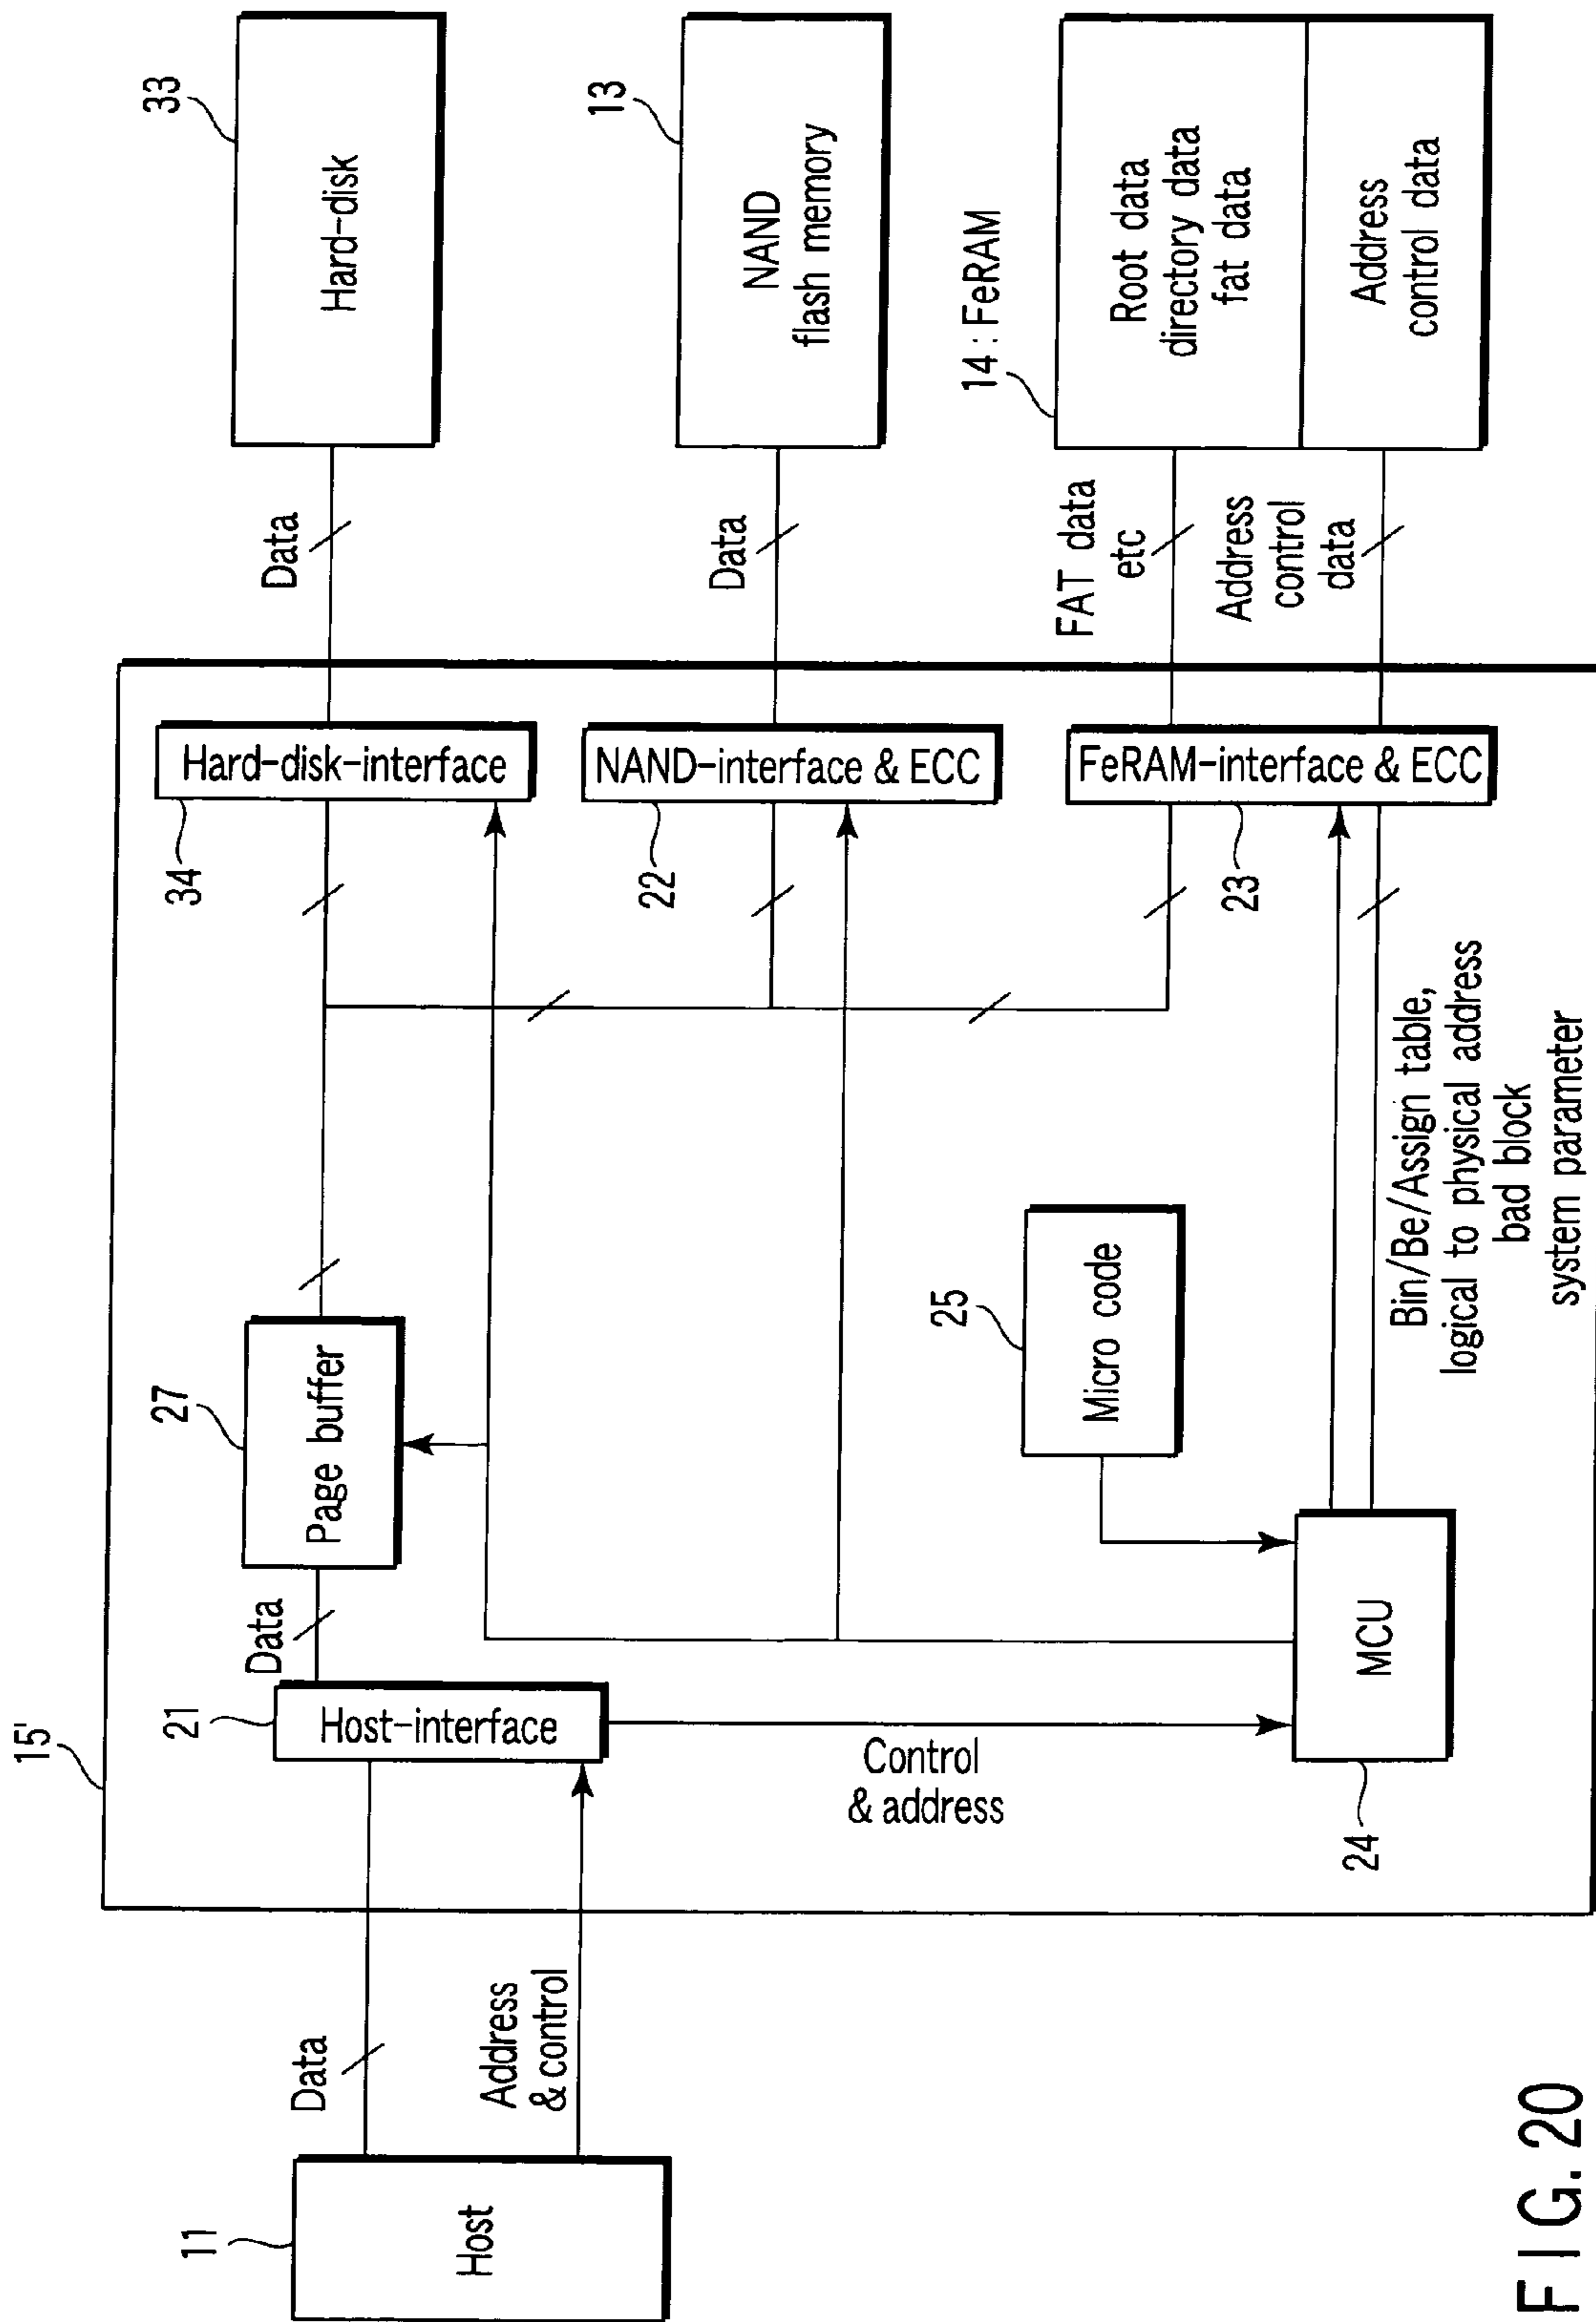 33
Hard-disk
Data
13
NAND
flash memory
Data
14 : FeRAM
Root data
directory data
fat data
Address
control data
FAT data
etc
Address
control
data
15'
Hard-disk-interface
34
NAND-interface & ECC
22
FeRAM-interface & ECC
23
27
Page buffer
25
Micro code
Bin/Be/Assign table,
logical to physical address
bad block
system parameter
Data
21
Host-interface
Control
& address
MCU
24
Data
Address
& control
11
Host
FIG. 20